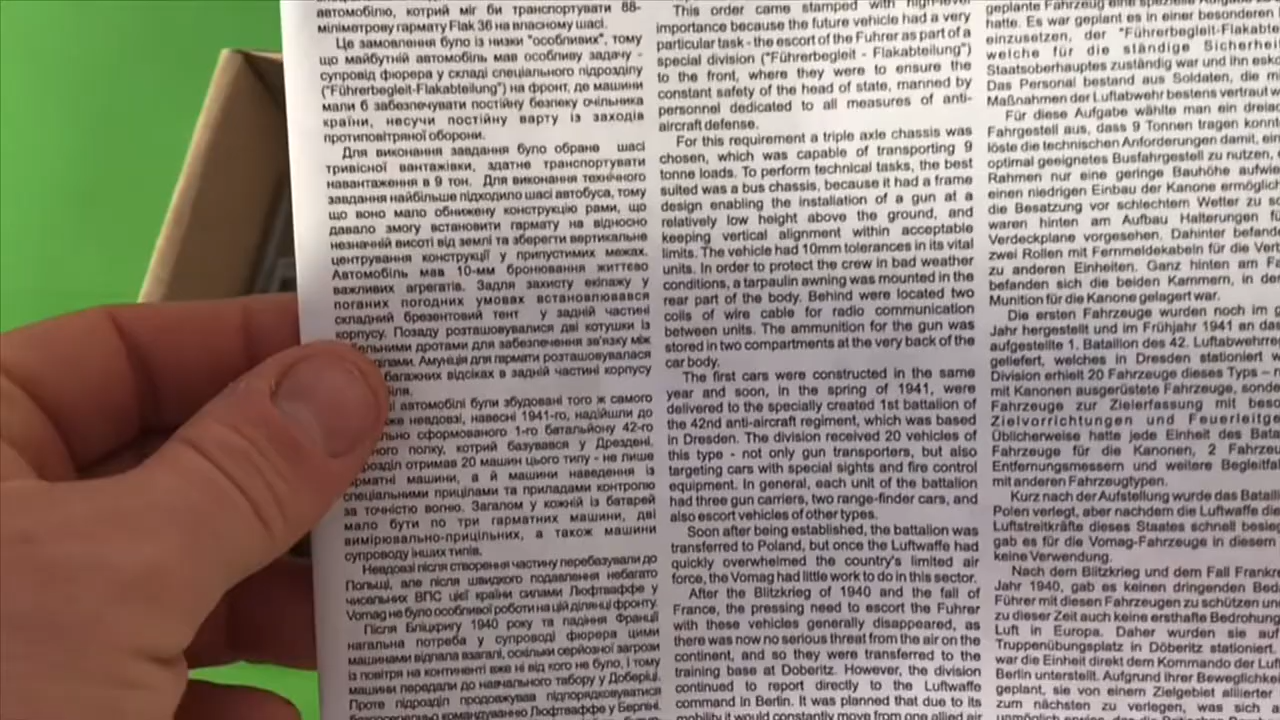 автомобілю, котрий міг би транспортувати 88-
міліметрову гармату Flak 36 на власному шасі.
Це замовлення було із низки "особливих", тому
що майбутній автомобіль мав особливу задачу -
супровід фюрера у складі спеціального підрозділу
("Führerbegleit-Flakabteilung") на фронт, де машини
мали б забезпечувати постійну безпеку очільника
країни, несучи постійну варту із заходів
протиповітряної оборони.
Для виконання завдання було обране шасі
тривісної вантажівки, здатне транспортувати
навантаження в 9 тон. Для виконання технічного
завдання найбільше підходило шасі автобуса, тому
що воно мало обнижену конструкцію рами, що
давало змогу встановити гармату на відносно
незначній висоті від землі та зберегти вертикальне
центрування конструкції у припустимих межах.
Автомобіль мав 10-мм бронювання життєво
важливих агрегатів. Задля захисту екіпажу у
поганих погодних умовах встановлювався
складний брезентовий тент у задній частині
корпусу. Позаду розташовувалися дві котушки із
дротами для забезпечення зв'язку між
Амуніція для гармати розташовувалася
багажних відсіках в задній частині корпусу
автомобілі були збудовані того ж самого
невдовзі, навесні 1941-го, надійшли до
сформованого 1-го батальйону 42-го
полку, котрий базувався у Дрездені.
отримав 20 машин цього типу - не лише
машини, а й машини наведення із
спеціальними прицілами та приладами контролю
за точністю вогню. Загалом у кожній із батарей
мало бути по три гарматних машини, дві
вимірювально-прицільних, а також машини
супроводу інших типів.
Невдовзі після створення частину перебазували до
Польщі, але після швидкого подавлення небагато
чисельних ВПС цієї країни силами Люфтваффе у
Vomag не було особливої роботи на цій ділянці фронту.
Після Бліцкригу 1940 року та падіння Франції
нагальна потреба у супроводі фюрера цими
машинами відпала взагалі, оскільки серйозної загрози
із повітря на континенті вже ні від кого не було, і тому
машини передали до навчального табору у Доберіці.
Проте підрозділ продовжував підпорядковуватися
безпосередньо командуванню Люфтваффе у Берліні.
This order came stamped with high-level
importance because the future vehicle had a very
particular task - the escort of the Fuhrer as part of a
special division ("Führerbegleit - Flakabteilung")
to the front, where they were to ensure the
constant safety of the head of state, manned by
personnel dedicated to all measures of anti-
aircraft defense.
For this requirement a triple axle chassis was
chosen, which was capable of transporting 9
tonne loads. To perform technical tasks, the best
suited was a bus chassis, because it had a frame
design enabling the installation of a gun at a
relatively low height above the ground, and
keeping vertical alignment within acceptable
limits. The vehicle had 10mm tolerances in its vital
units. In order to protect the crew in bad weather
conditions, a tarpaulin awning was mounted in the
rear part of the body. Behind were located two
coils of wire cable for radio communication
between units. The ammunition for the gun was
stored in two compartments at the very back of the
car body.
The first cars were constructed in the same
year and soon, in the spring of 1941, were
delivered to the specially created 1st battalion of
the 42nd anti-aircraft regiment, which was based
in Dresden. The division received 20 vehicles of
this type - not only gun transporters, but also
targeting cars with special sights and fire control
equipment. In general, each unit of the battalion
had three gun carriers, two range-finder cars, and
also escort vehicles of other types.
Soon after being established, the battalion was
transferred to Poland, but once the Luftwaffe had
quickly overwhelmed the country's limited air
force, the Vomag had little work to do in this sector.
After the Blitzkrieg of 1940 and the fall of
France, the pressing need to escort the Fuhrer
with these vehicles generally disappeared, as
there was now no serious threat from the air on the
continent, and so they were transferred to the
training base at Doberitz. However, the division
continued to report directly to the Luftwaffe
command in Berlin. It was planned that due to its
mobility it would constantly move from one allied air
geplante Fahrzeug eine spezielle
hatte. Es war geplant es in einer besonderen
einzusetzen, der "Führerbegleit-Flakabte
welche für die ständige Sicherhei
Staatsoberhauptes zuständig war und ihn esko
Das Personal bestand aus Soldaten, die m
Maßnahmen der Luftabwehr bestens vertraut w
Für diese Aufgabe wählte man ein dreia
Fahrgestell aus, dass 9 Tonnen tragen konnt
löste die technischen Anforderungen damit, ei
optimal geeignetes Busfahrgestell zu nutzen,
Rahmen nur eine geringe Bauhöhe aufwie
einen niedrigen Einbau der Kanone ermöglich
die Besatzung vor schlechtem Wetter zu sc
waren hinten am Aufbau Halterungen f
Verdeckplane vorgesehen. Dahinter befande
zwei Rollen mit Fernmeldekabeln für die Ver
zu anderen Einheiten. Ganz hinten am Fa
befanden sich die beiden Kammern, in de
Munition für die Kanone gelagert war.
Die ersten Fahrzeuge wurden noch im g
Jahr hergestellt und im Frühjahr 1941 an das
aufgestellte 1. Bataillon des 42. Luftabwehrreg
geliefert, welches in Dresden stationiert w
Division erhielt 20 Fahrzeuge dieses Typs – n
mit Kanonen ausgerüstete Fahrzeuge, sonde
Fahrzeuge zur Zielerfassung mit beso
Zielvorrichtungen und Feuerleitge
Üblicherweise hatte jede Einheit des Batai
Fahrzeuge für die Kanonen, 2 Fahrzeu
Entfernungsmessern und weitere Begleitfa
mit anderen Fahrzeugtypen.
Kurz nach der Aufstellung wurde das Bataill
Polen verlegt, aber nachdem die Luftwaffe die
Luftstreitkräfte dieses Staates schnell besie
gab es für die Vomag-Fahrzeuge in diesem
keine Verwendung.
Nach dem Blitzkrieg und dem Fall Frankre
Jahr 1940, gab es keinen dringenden Bed
Führer mit diesen Fahrzeugen zu schützen un
zu dieser Zeit auch keine ernsthafte Bedrohung
Luft in Europa. Daher wurden sie auf
Truppenübungsplatz in Döberitz stationiert.
war die Einheit direkt dem Kommando der Luf
Berlin unterstellt. Aufgrund ihrer Beweglichke
geplant, sie von einem Zielgebiet alliierter
zum nächsten zu verlegen, was sich a